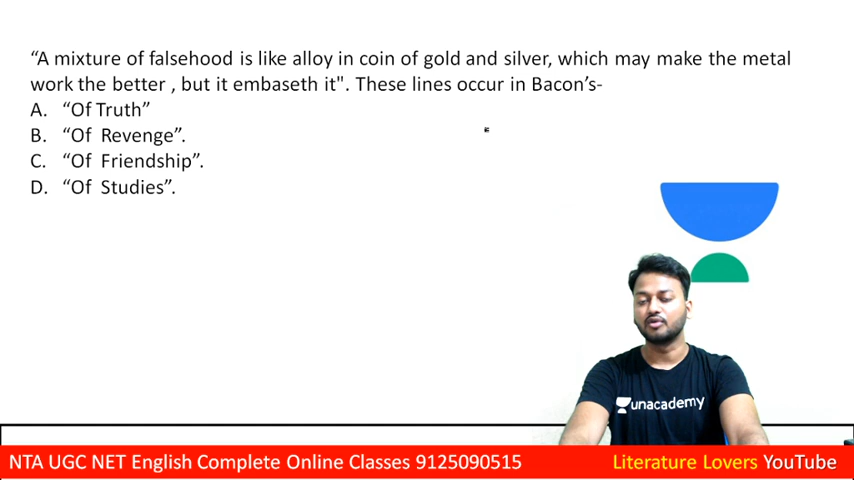 “A mixture of falsehood is like alloy in coin of gold and silver, which may make the metal
work the better , but it embaseth it". These lines occur in Bacon’s-
A. “Of Truth”
B. “Of Revenge”.
C. “Of Friendship”.
D. “Of Studies”.
unacademy
NTA UGC NET English Complete Online Classes 9125090515
Literature Lovers YouTube